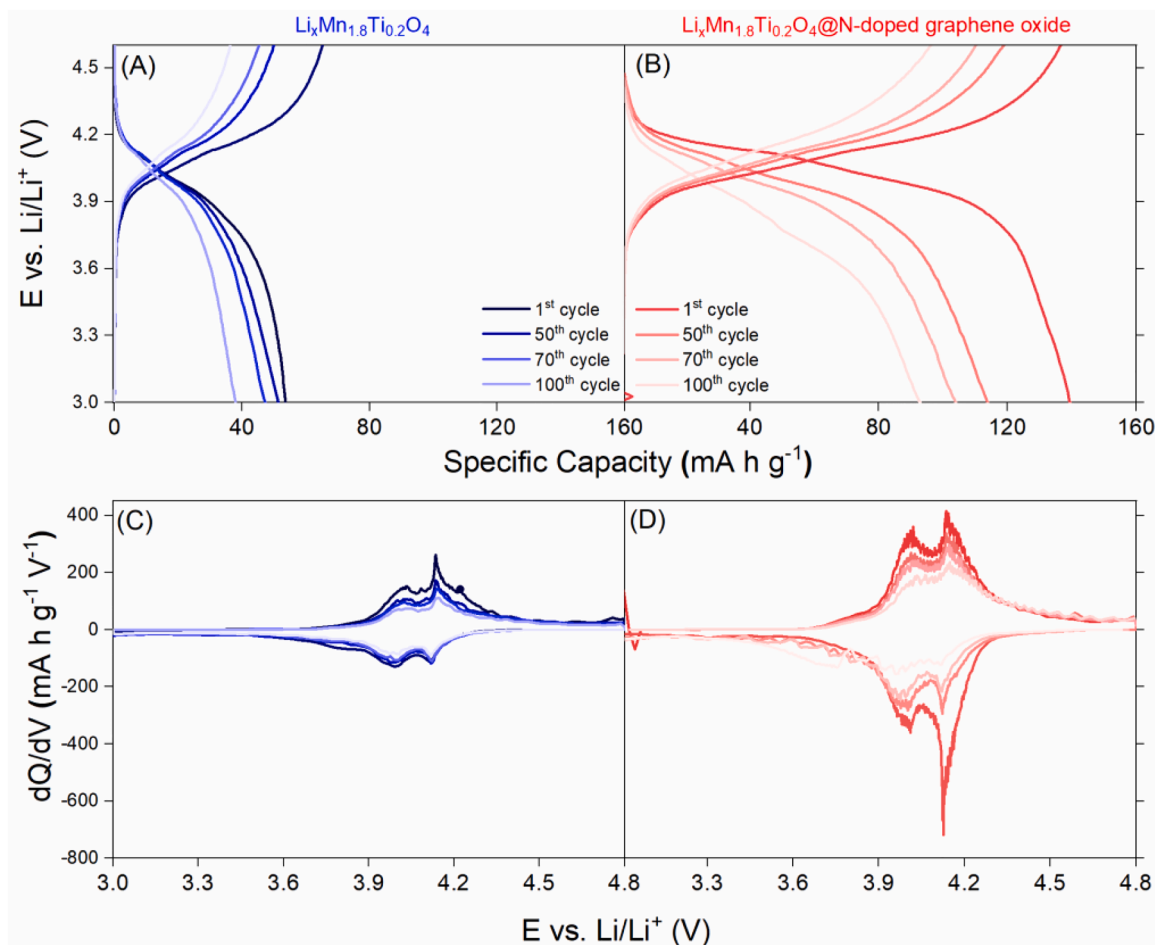 LiₓMn₁.₈Ti₀.₂O₄
LiₓMn₁.₈Ti₀.₂O₄@N-doped graphene oxide
(A)
(B)
4.5
4.2
3.9
3.6
3.3
3.0
E vs. Li/Li⁺ (V)
1ˢᵗ cycle
50ᵗʰ cycle
70ᵗʰ cycle
100ᵗʰ cycle
1ˢᵗ cycle
50ᵗʰ cycle
70ᵗʰ cycle
100ᵗʰ cycle
0 40 80 120 160 40 80 120 160
Specific Capacity (mA h g⁻¹)
(C)
(D)
400
200
0
-200
-400
-600
-800
dQ/dV (mA h g⁻¹ V⁻¹)
3.0 3.3 3.6 3.9 4.2 4.5 4.8 3.3 3.6 3.9 4.2 4.5 4.8
E vs. Li/Li⁺ (V)